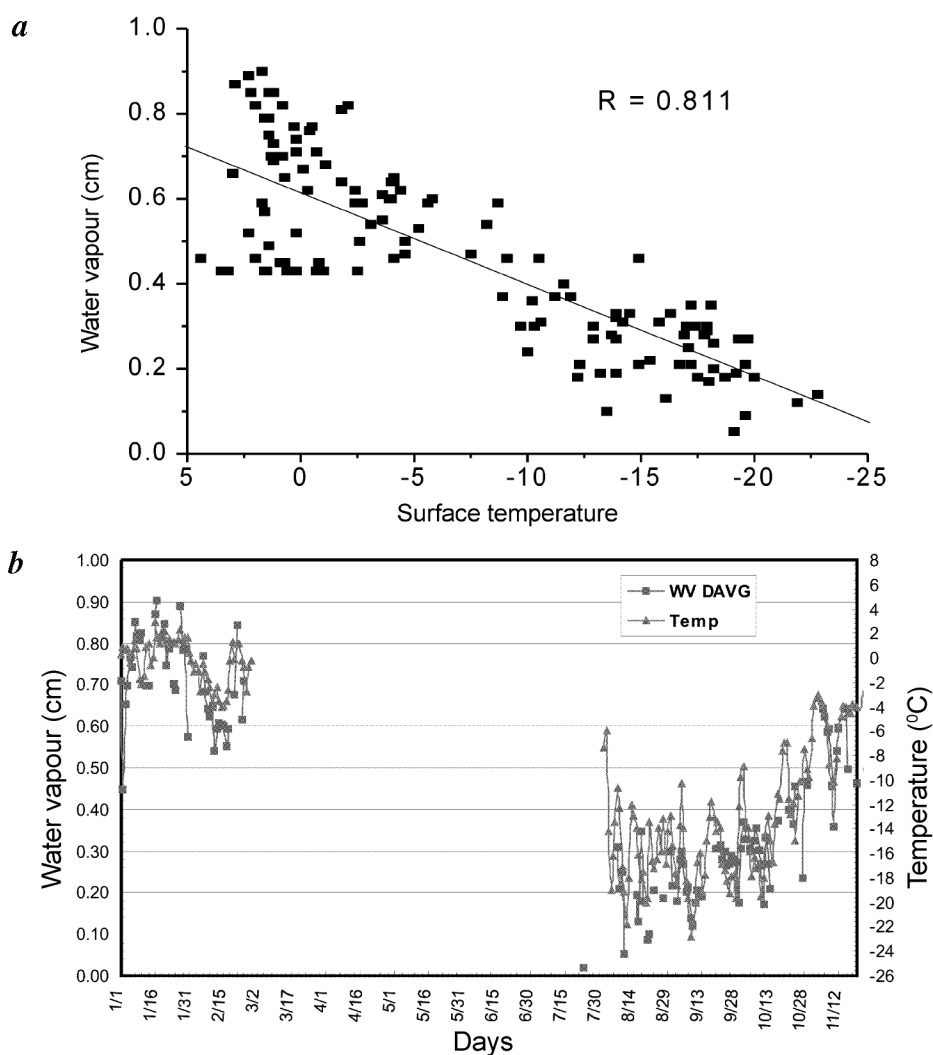 a
1.0
0.8
0.6
0.4
0.2
0.0
Water vapour (cm)
R = 0.811
5 0 -5 -10 -15 -20 -25
Surface temperature
b
1.00
0.90
0.80
0.70
0.60
0.50
0.40
0.30
0.20
0.10
0.00
Water vapour (cm)
WV DAVG
Temp
8
6
4
2
0
-2
-4
-6
-8
-10
-12
-14
-16
-18
-20
-22
-24
-26
Temperature (⁰C)
1/1 1/16 1/31 2/15 3/2 3/17 4/1 4/16 5/1 5/16 5/31 6/15 6/15 7/15 7/30 8/14 8/29 9/13 9/28 10/13 10/28 11/12
Days